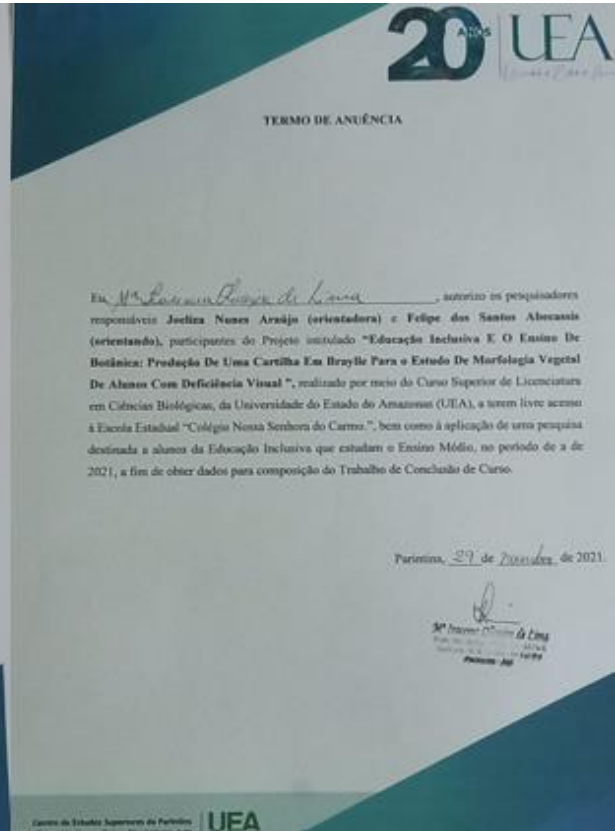 20 ANOS UEA
TERMO DE ANUÊNCIA
Eu, Mª de Lima, autorizo os pesquisadores
responsáveis Joeliza Nunes Araújo (orientadora) e Felipe dos Santos Abecassis
(orientando), participantes do Projeto intitulado "Educação Inclusiva E O Ensino De
Botânica: Produção De Uma Cartilha Em Braylle Para o Estudo De Morfologia Vegetal
De Alunos Com Deficiência Visual ", realizado por meio do Curso Superior de Licenciatura
em Ciências Biológicas, da Universidade do Estado do Amazonas (UEA), a terem livre acesso
à Escola Estadual "Colégio Nossa Senhora do Carmo.", bem como à aplicação de uma pesquisa
destinada a alunos da Educação Inclusiva que estudam o Ensino Médio, no período de a de
2021, a fim de obter dados para composição do Trabalho de Conclusão de Curso.
Parintins, 29 de de 2021.
Mª de Lima
Centro de Estudos Superiores de Parintins UEA